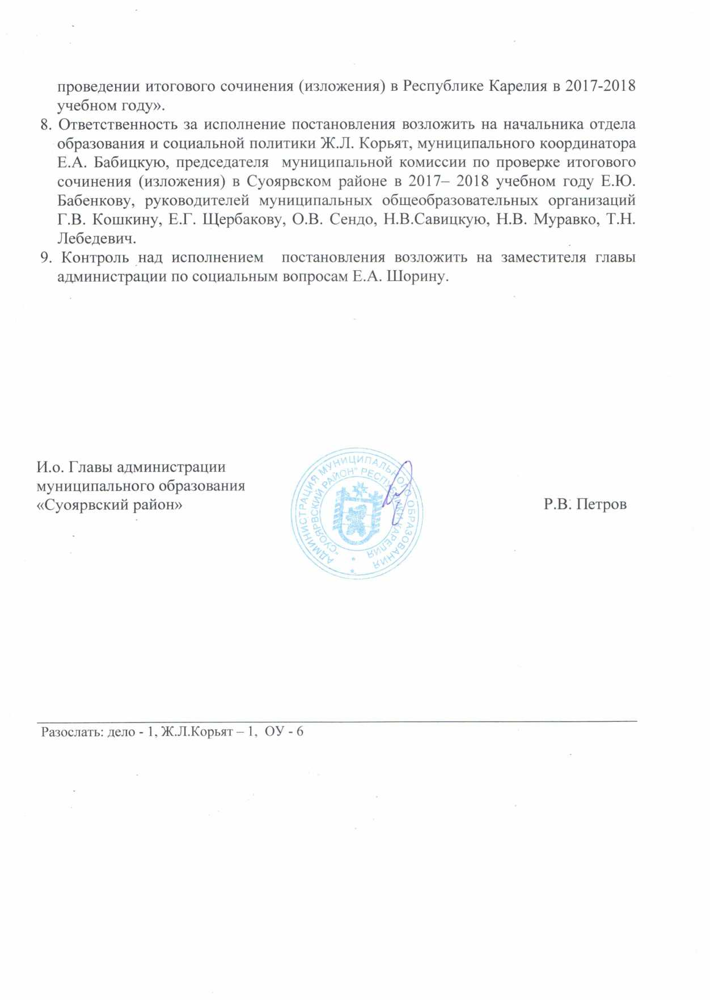 проведении итогового сочинения (изложения) в Республике Карелия в 2017-2018
учебном году».
8. Ответственность за исполнение постановления возложить на начальника отдела
образования и социальной политики Ж.Л. Корьят, муниципального координатора
Е.А. Бабицкую, председателя муниципальной комиссии по проверке итогового
сочинения (изложения) в Суоярвском районе в 2017– 2018 учебном году Е.Ю.
Бабенкову, руководителей муниципальных общеобразовательных организаций
Г.В. Кошкину, Е.Г. Щербакову, О.В. Сендо, Н.В.Савицкую, Н.В. Муравко, Т.Н.
Лебедевич.
9. Контроль над исполнением постановления возложить на заместителя главы
администрации по социальным вопросам Е.А. Шорину.
И.о. Главы администрации
муниципального образования
«Суоярвский район» Р.В. Петров
АДМИНИСТРАЦИЯ МУНИЦИПАЛЬНОГО ОБРАЗОВАНИЯ
"СУОЯРВСКИЙ РАЙОН" РЕСПУБЛИКИ КАРЕЛИЯ
Разослать: дело - 1, Ж.Л.Корьят – 1, ОУ - 6